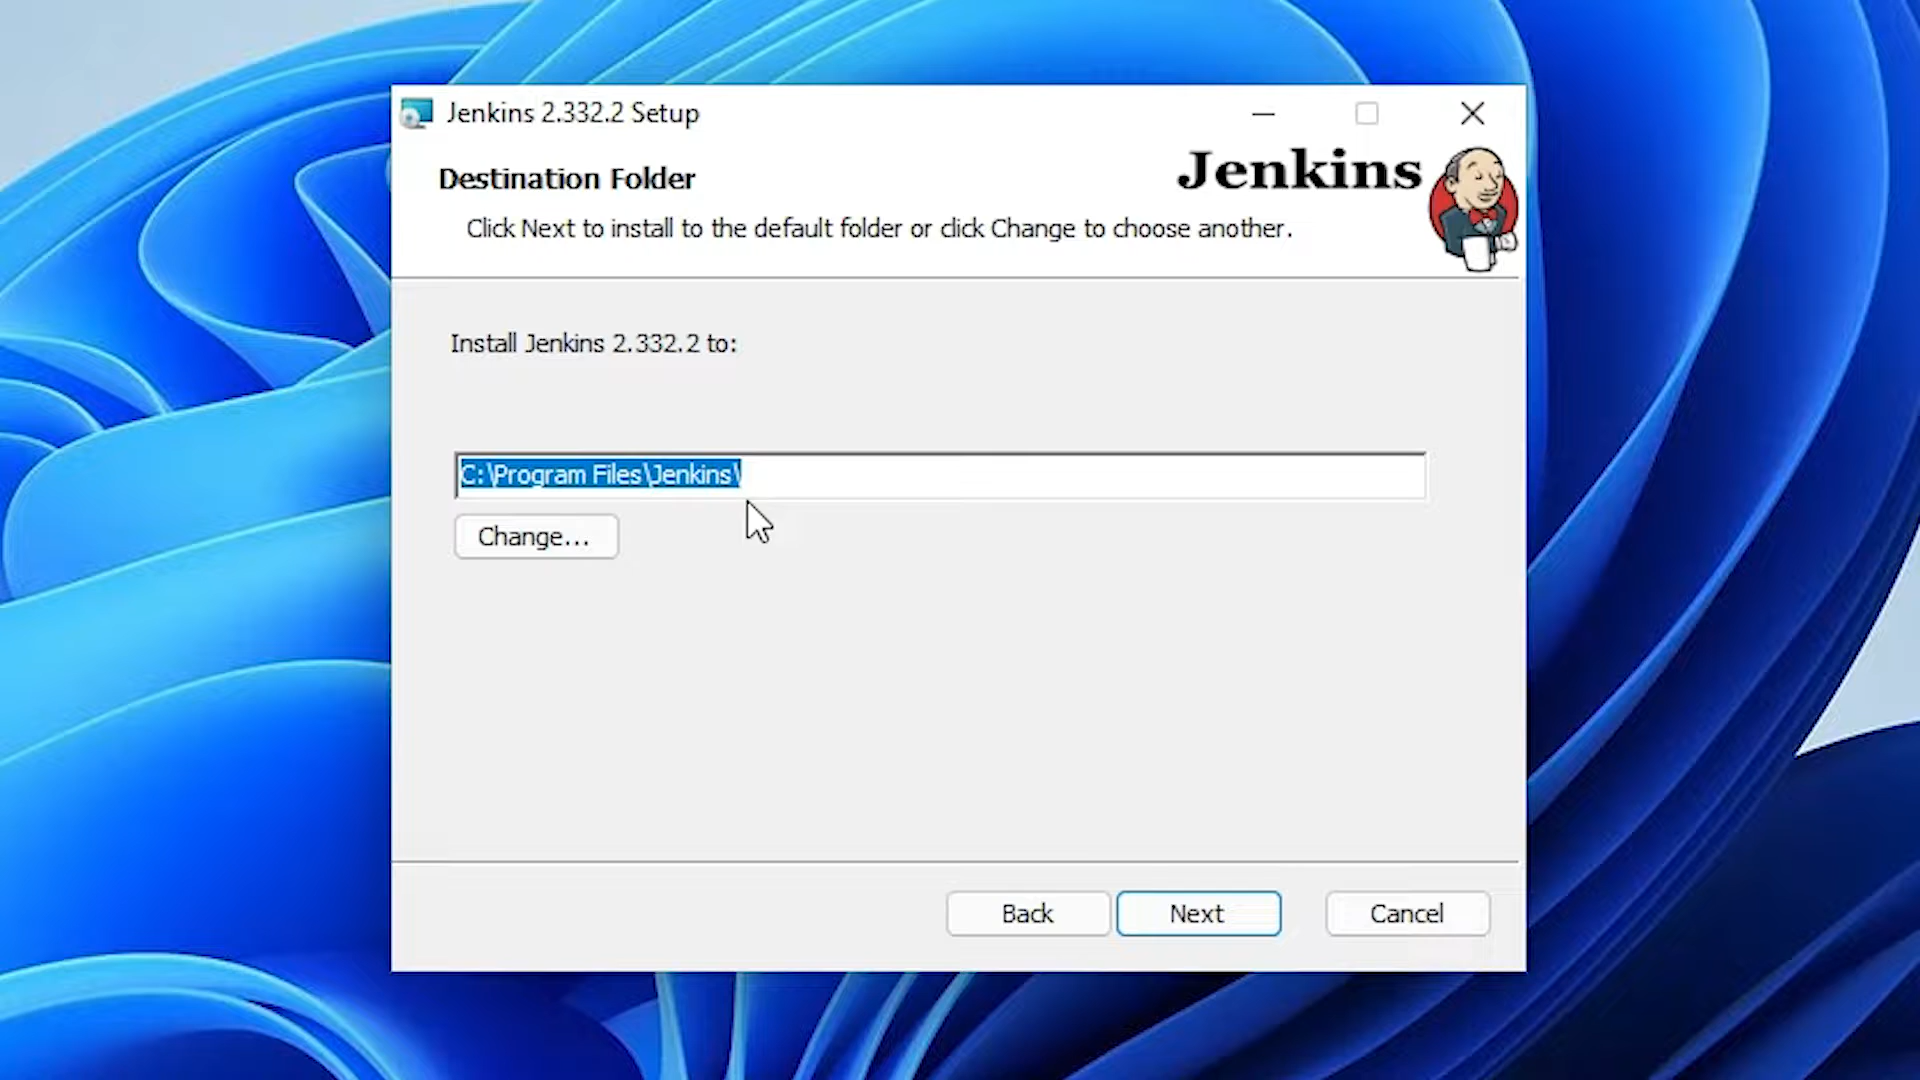 Jenkins 2.332.2 Setup
Jenkins
Destination Folder
Click Next to install to the default folder or click Change to choose another.
Install Jenkins 2.332.2 to:
C:\Program Files\Jenkins\
Change...
Back
Next
Cancel